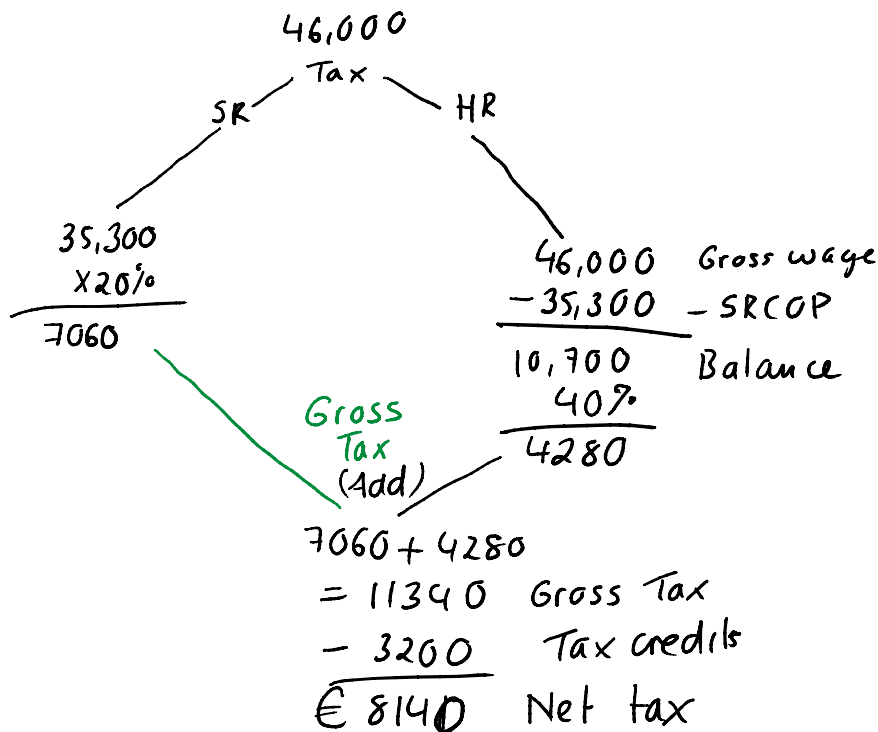 46,000
Tax
SR
HR
35,300
X20%
7060
46,000 Gross wage
-35,300 - SRCOP
10,700 Balance
40%
4280
Gross
Tax
(Add)
7060 + 4280
= 11340 Gross Tax
- 3200 Tax credits
€ 8140 Net tax